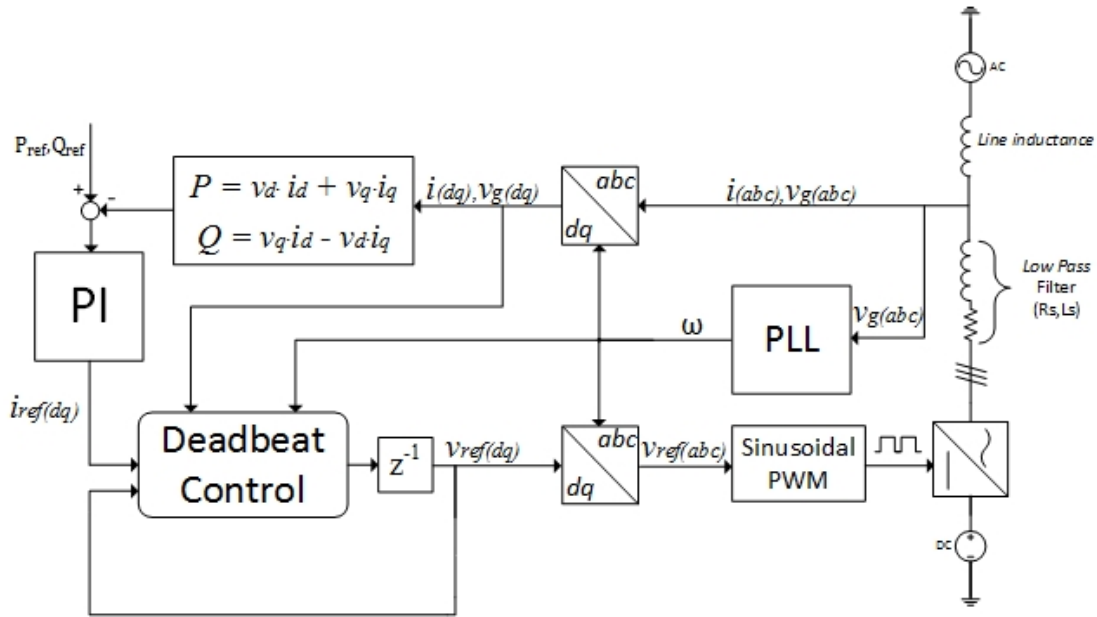 AC
Line inductance
Pref,Qref
+
-
P = vd· id + vq·iq
Q = vq·id - vd·iq
i(dq),vg(dq)
abc
dq
i(abc),vg(abc)
Low Pass
Filter
(Rs,Ls)
PI
ω
PLL
vg(abc)
iref(dq)
Deadbeat
Control
z-1
vref(dq)
abc
dq
vref(abc)
Sinusoidal
PWM
DC
+
-